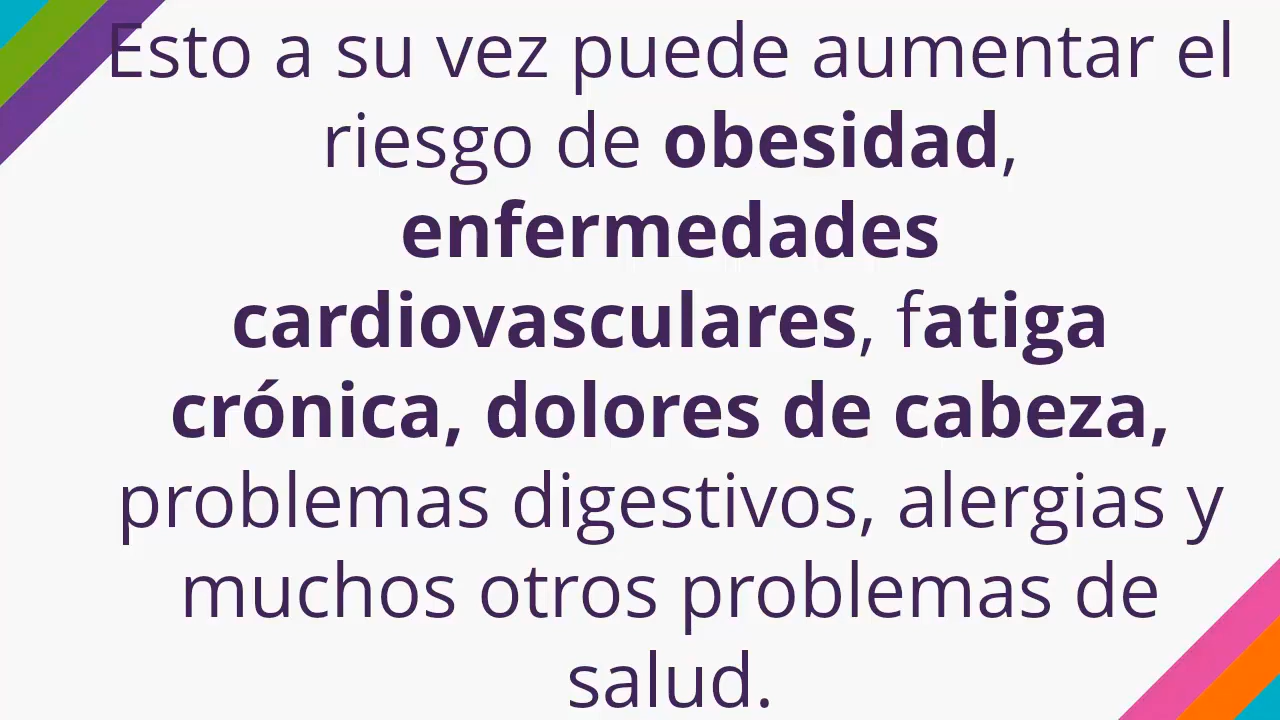 Esto a su vez puede aumentar el
riesgo de obesidad,
enfermedades
cardiovasculares, fatiga
crónica, dolores de cabeza,
problemas digestivos, alergias y
muchos otros problemas de
salud.